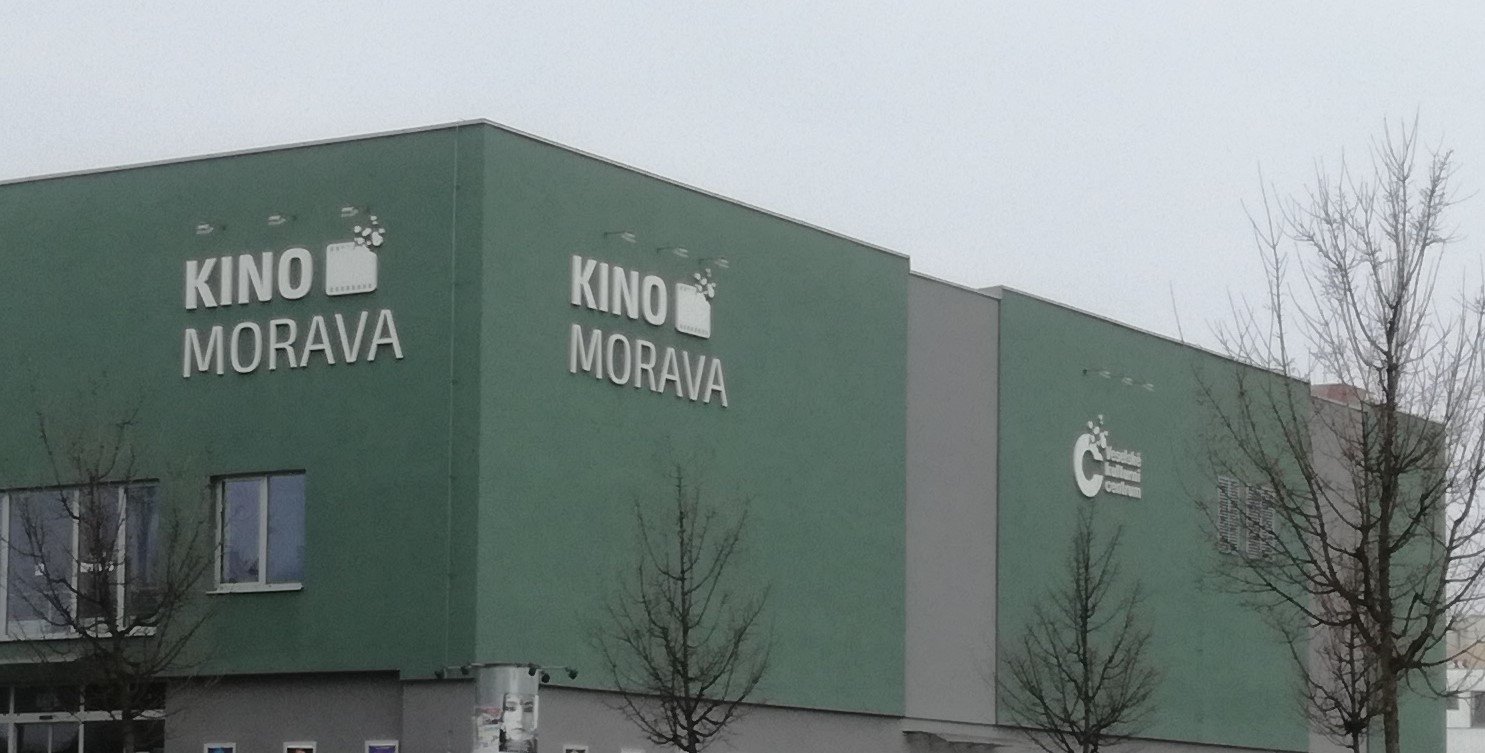 KINO
MORAVA
KINO
MORAVA
Veselské
kulturní
centrum